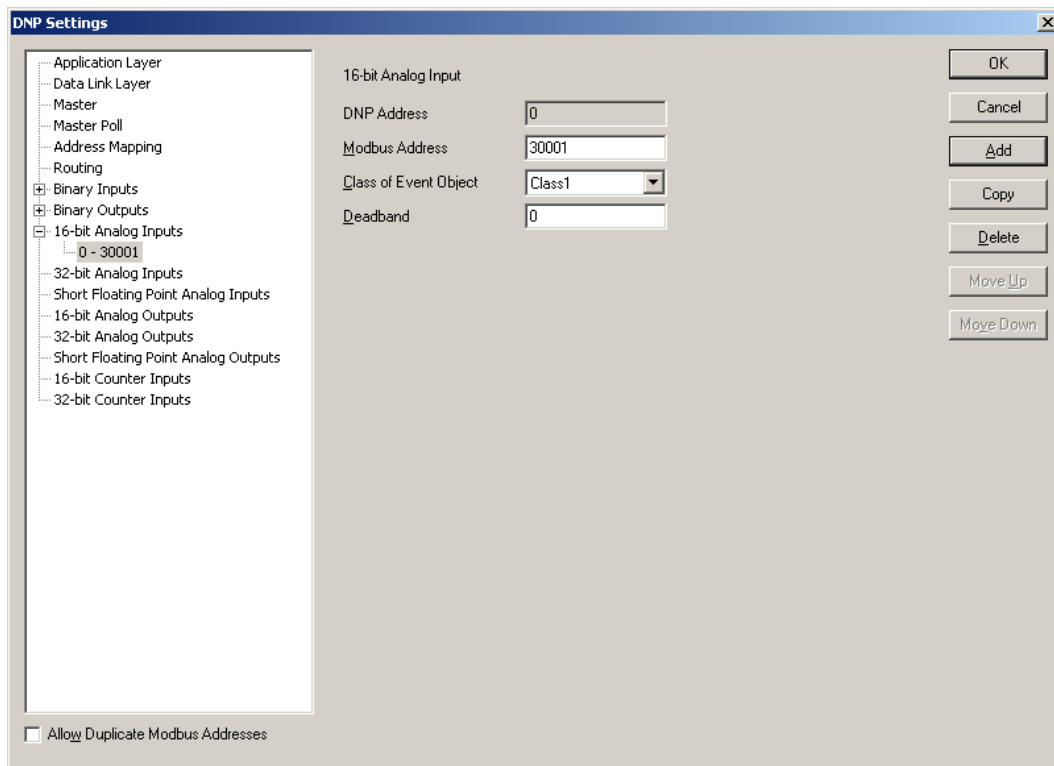 DNP Settings
Application Layer
Data Link Layer
Master
Master Poll
Address Mapping
Routing
Binary Inputs
Binary Outputs
16-bit Analog Inputs
0 - 30001
32-bit Analog Inputs
Short Floating Point Analog Inputs
16-bit Analog Outputs
32-bit Analog Outputs
Short Floating Point Analog Outputs
16-bit Counter Inputs
32-bit Counter Inputs
Allow Duplicate Modbus Addresses
16-bit Analog Input
DNP Address 0
Modbus Address 30001
Class of Event Object Class1
Deadband 0
OK
Cancel
Add
Copy
Delete
Move Up
Move Down